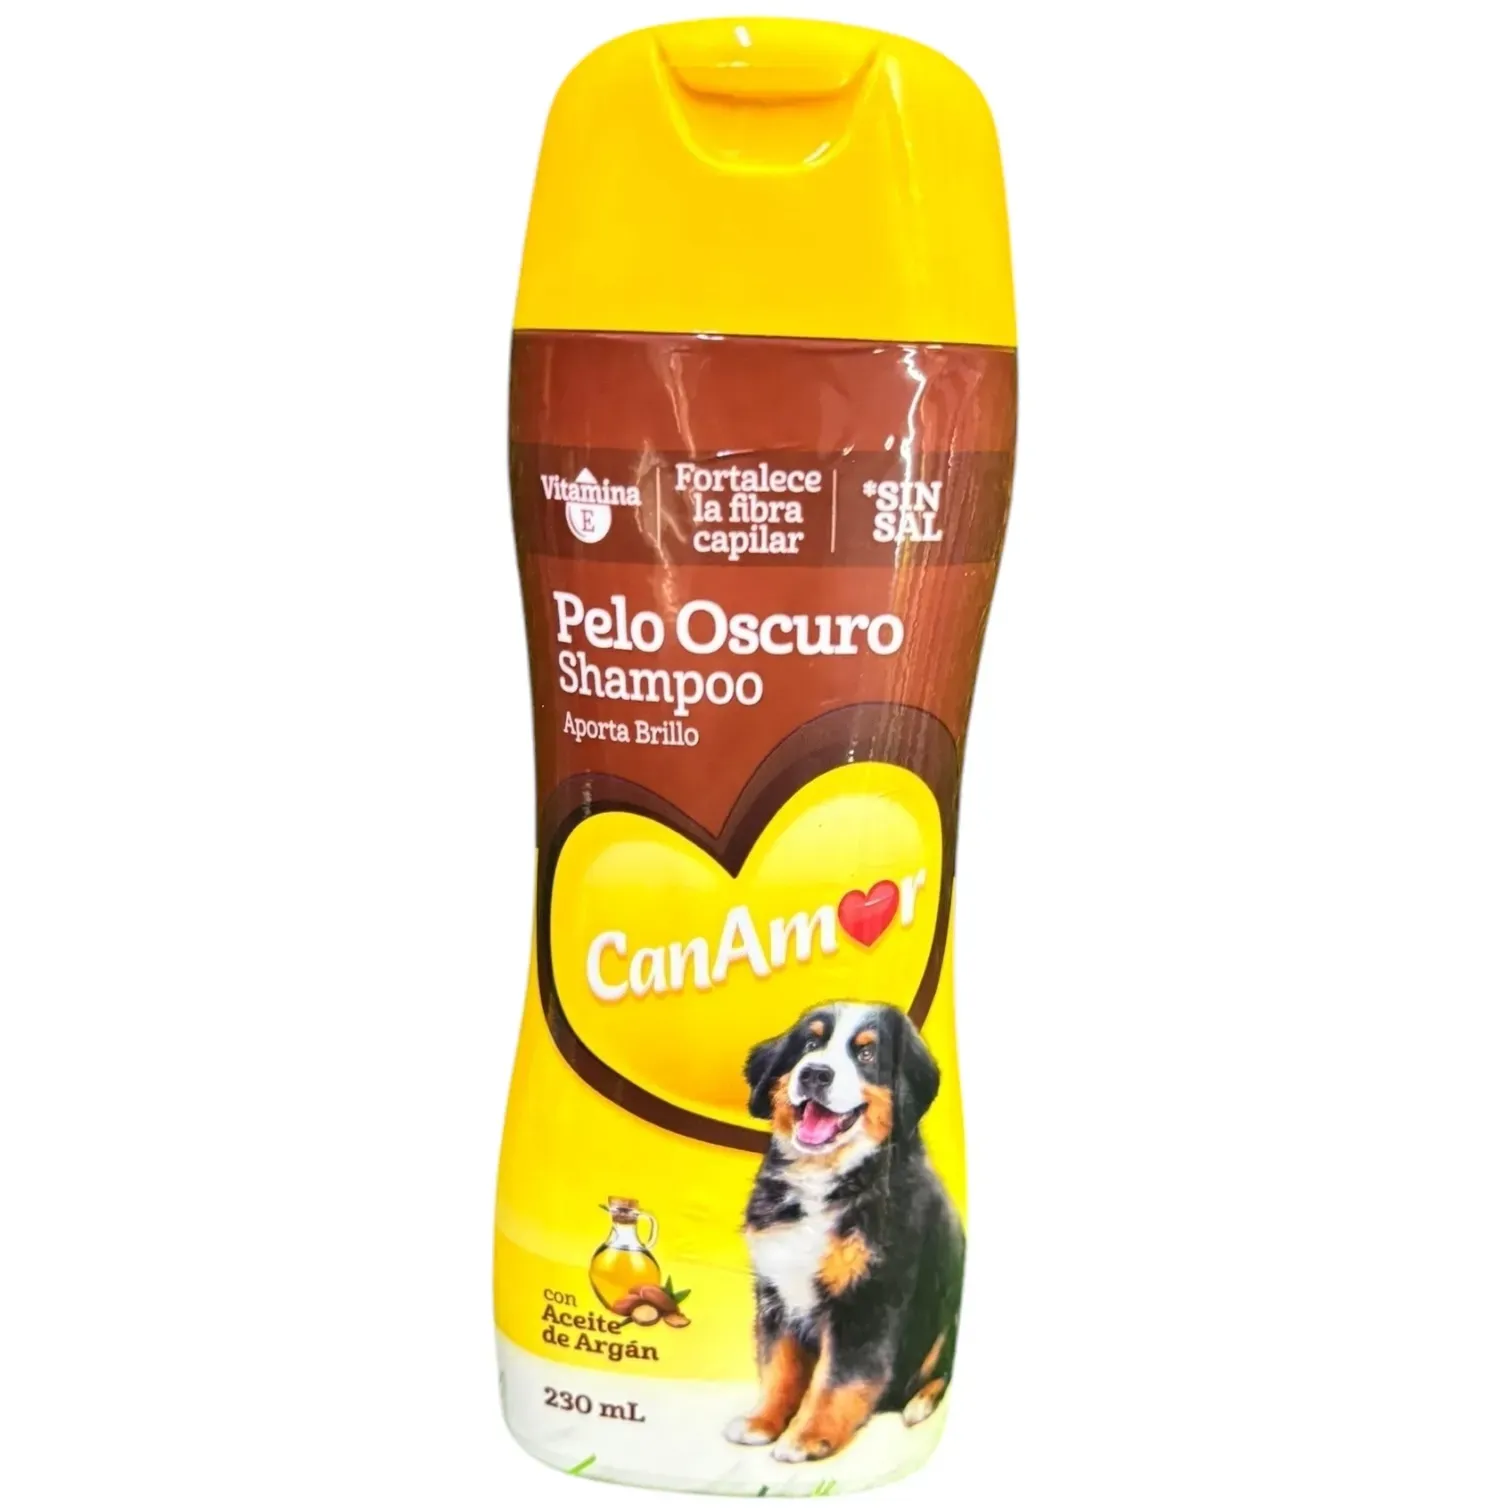 Vitamina
E
Fortalece
la fibra
capilar
*SIN
SAL
Pelo Oscuro
Shampoo
Aporta Brillo
CanAmor
con
Aceite
de Argán
230 mL